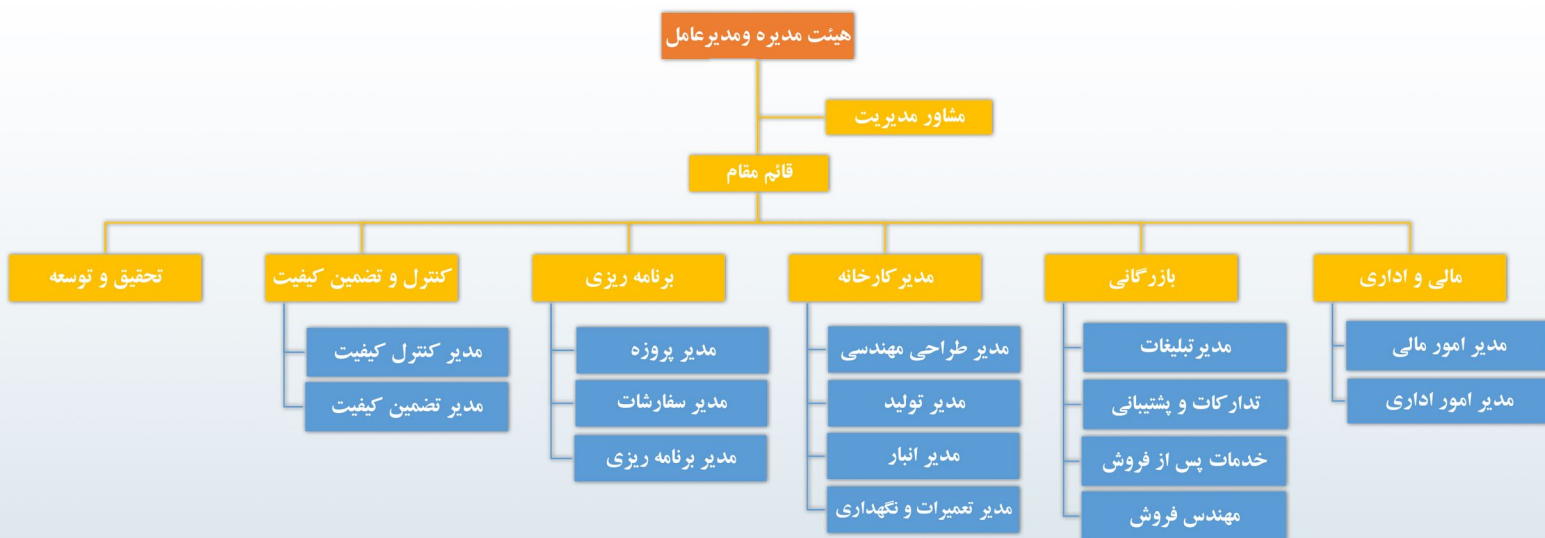 هیئت مدیره ومدیرعامل
مشاور مدیریت
قائم مقام
مالی و اداری
مدیر امور مالی
مدیر امور اداری
بازرگانی
مدیرتبلیغات
تدارکات و پشتیبانی
خدمات پس از فروش
مهندس فروش
مدیرکارخانه
مدیر طراحی مهندسی
مدیر تولید
مدیر انبار
مدیر تعمیرات و نگهداری
برنامه ریزی
مدیر پروزه
مدیر سفارشات
مدیر برنامه ریزی
کنترل و تضمین کیفیت
مدیر کنترل کیفیت
مدیر تضمین کیفیت
تحقیق و توسعه